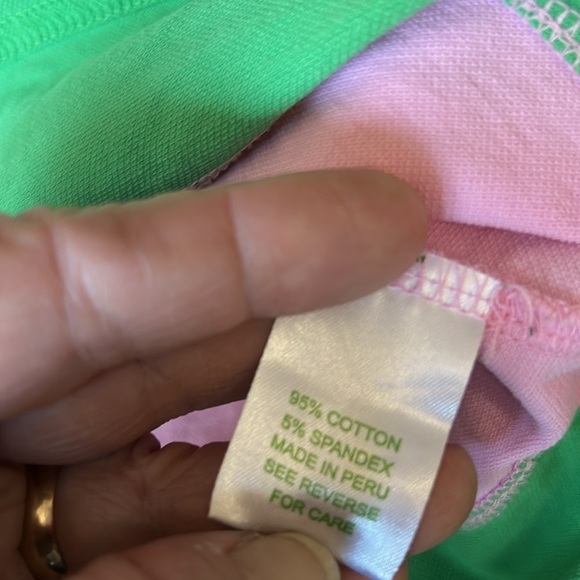 95% COTTON
5% SPANDEX
MADE IN PERU
SEE REVERSE
FOR CARE